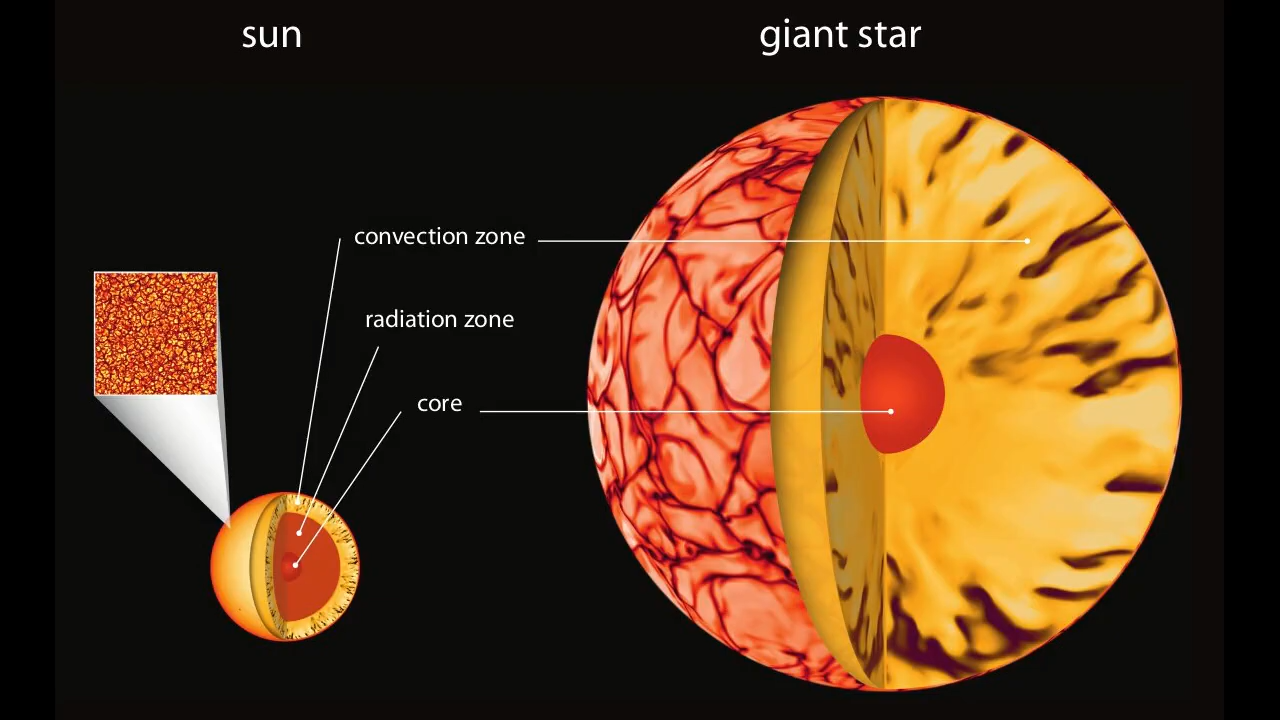 sun
giant star
convection zone
radiation zone
core